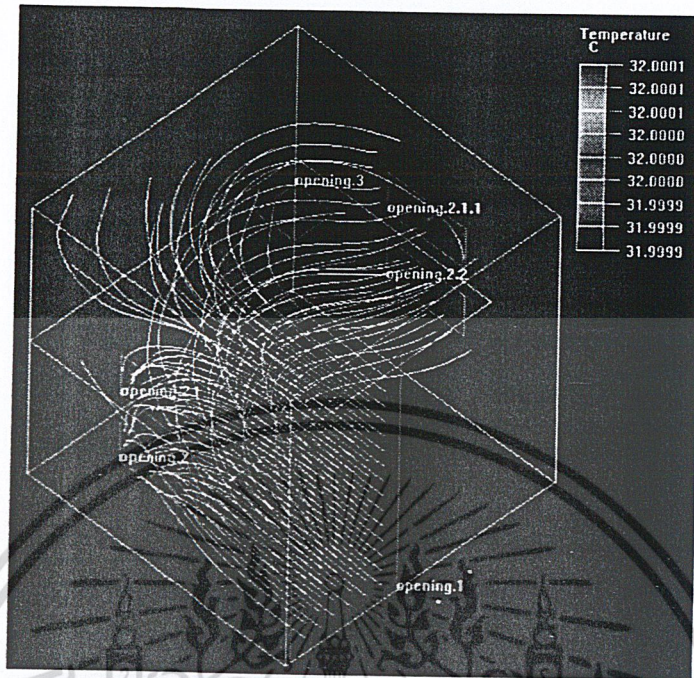 Temperature
C
32.0001
32.0001
32.0001
32.0000
32.0000
32.0000
31.9999
31.9999
31.9999
opening.3
opening.2.1.1
opening.2.2
opening.2.1
opening.2
opening.1